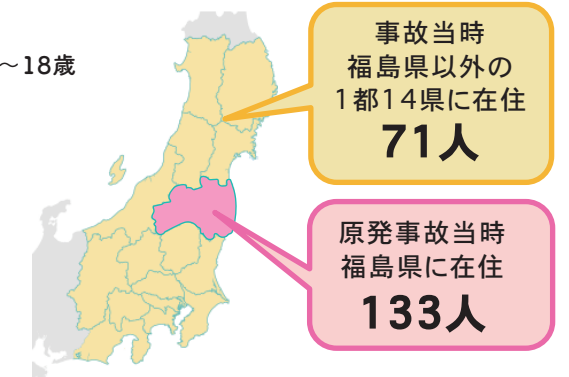 ～18歳
事故当時
福島県以外の
1都14県に在住
71人
原発事故当時
福島県に在住
133人